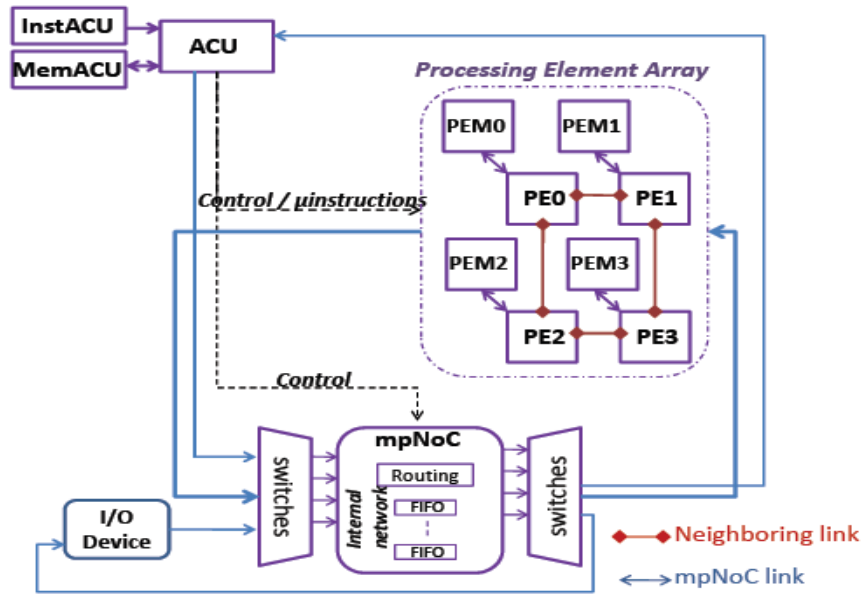 InstACU
ACU
MemACU
Processing Element Array
PEM0
PEM1
Control / μinstructions
PE0
PE1
PEM2
PEM3
PE2
PE3
Control
mpNoC
switches
Routing
Internal
network
FIFO
FIFO
switches
I/O
Device
Neighboring link
mpNoC link